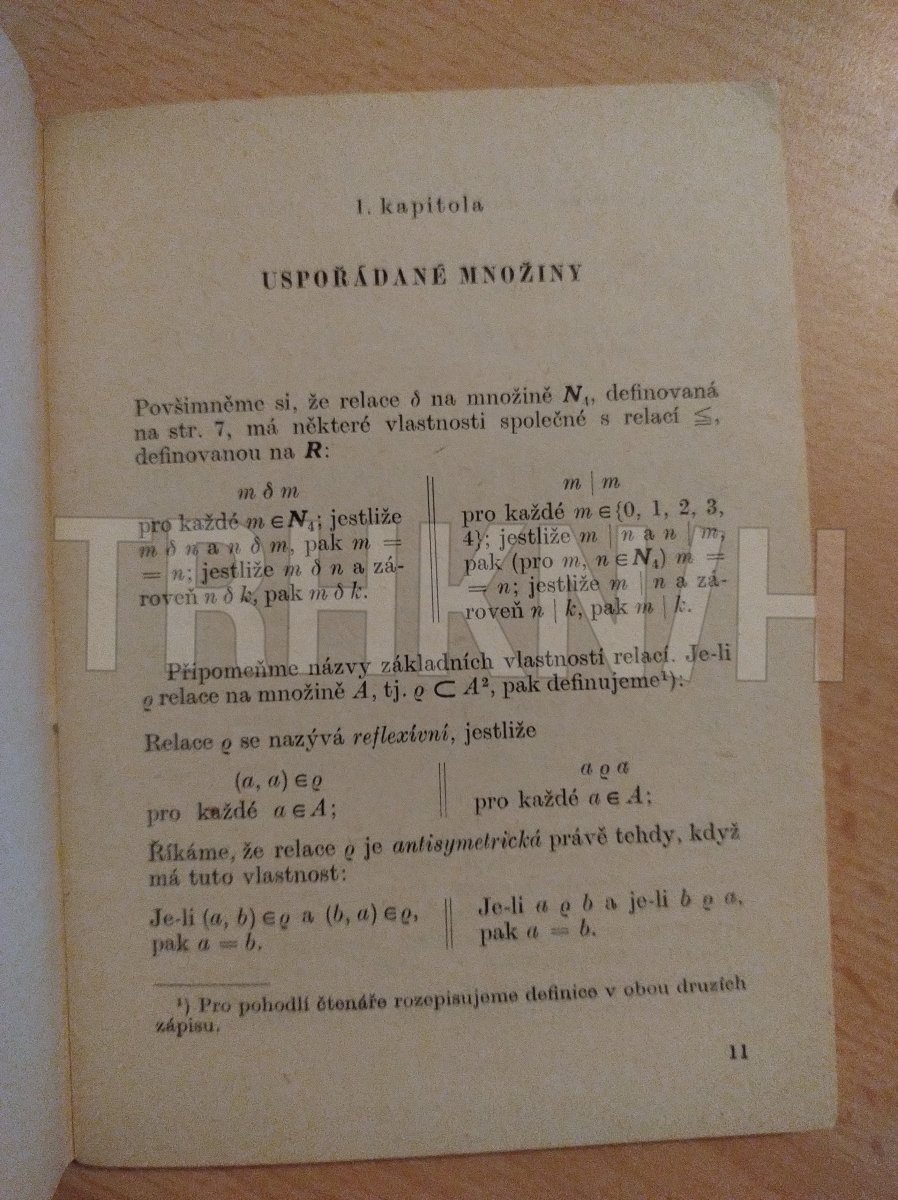 1. kapitola
USPOŘÁDANÉ MNOŽINY
Povšimněme si, že relace δ na množině N₄, definovaná
na str. 7, má některé vlastnosti společné s relací ≦,
definovanou na R:
m δ m
pro každé m ∈ N₄; jestliže
m δ n a n δ m, pak m =
= n; jestliže m δ n a zá-
roveň n δ k, pak m δ k.
m | m
pro každé m ∈ {0, 1, 2, 3,
4}; jestliže m | n a n | m,
pak (pro m, n ∈ N₄) m =
= n; jestliže m | n a zá-
roveň n | k, pak m | k.
Připomeňme názvy základních vlastností relací. Je-li
ϱ relace na množině A, tj. ϱ ⊂ A², pak definujeme¹):
Relace ϱ se nazývá reflexívní, jestliže
(a, a) ∈ ϱ
pro každé a ∈ A;
a ϱ a
pro každé a ∈ A;
Říkáme, že relace ϱ je antisymetrická právě tehdy, když
má tuto vlastnost:
Je-li (a, b) ∈ ϱ a (b, a) ∈ ϱ,
pak a = b.
Je-li a ϱ b a je-li b ϱ a,
pak a = b.
¹) Pro pohodlí čtenáře rozepisujeme definice v obou druzích
zápisu.
11
TRHKNIH